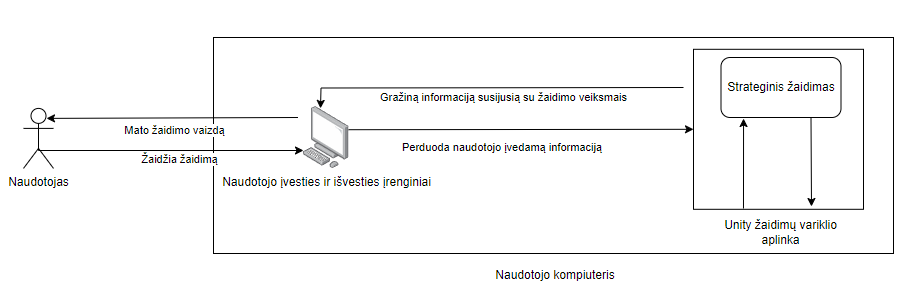 Strateginis žaidimas
Gražiną informaciją susijusią su žaidimo veiksmais
Mato žaidimo vaizdą
Perduoda naudotojo įvedamą informaciją
Žaidžia žaidimą
Naudotojas
Naudotojo įvesties ir išvesties įrenginiai
Unity žaidimų variklio
aplinka
Naudotojo kompiuteris